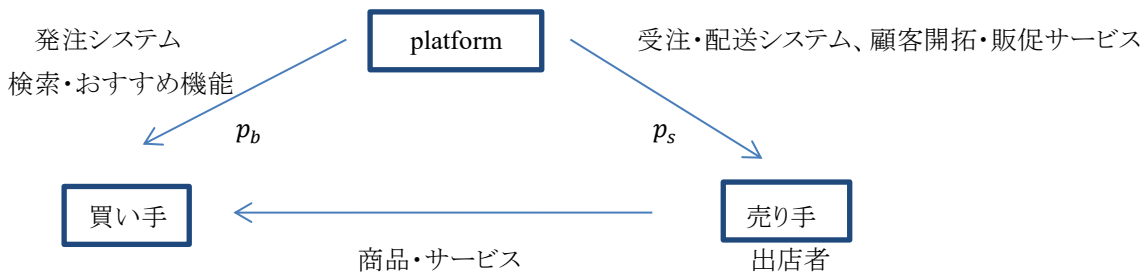 発注システム
platform
受注・配送システム、顧客開拓・販促サービス
検索・おすすめ機能
p_b
p_s
買い手
売り手
商品・サービス
出店者